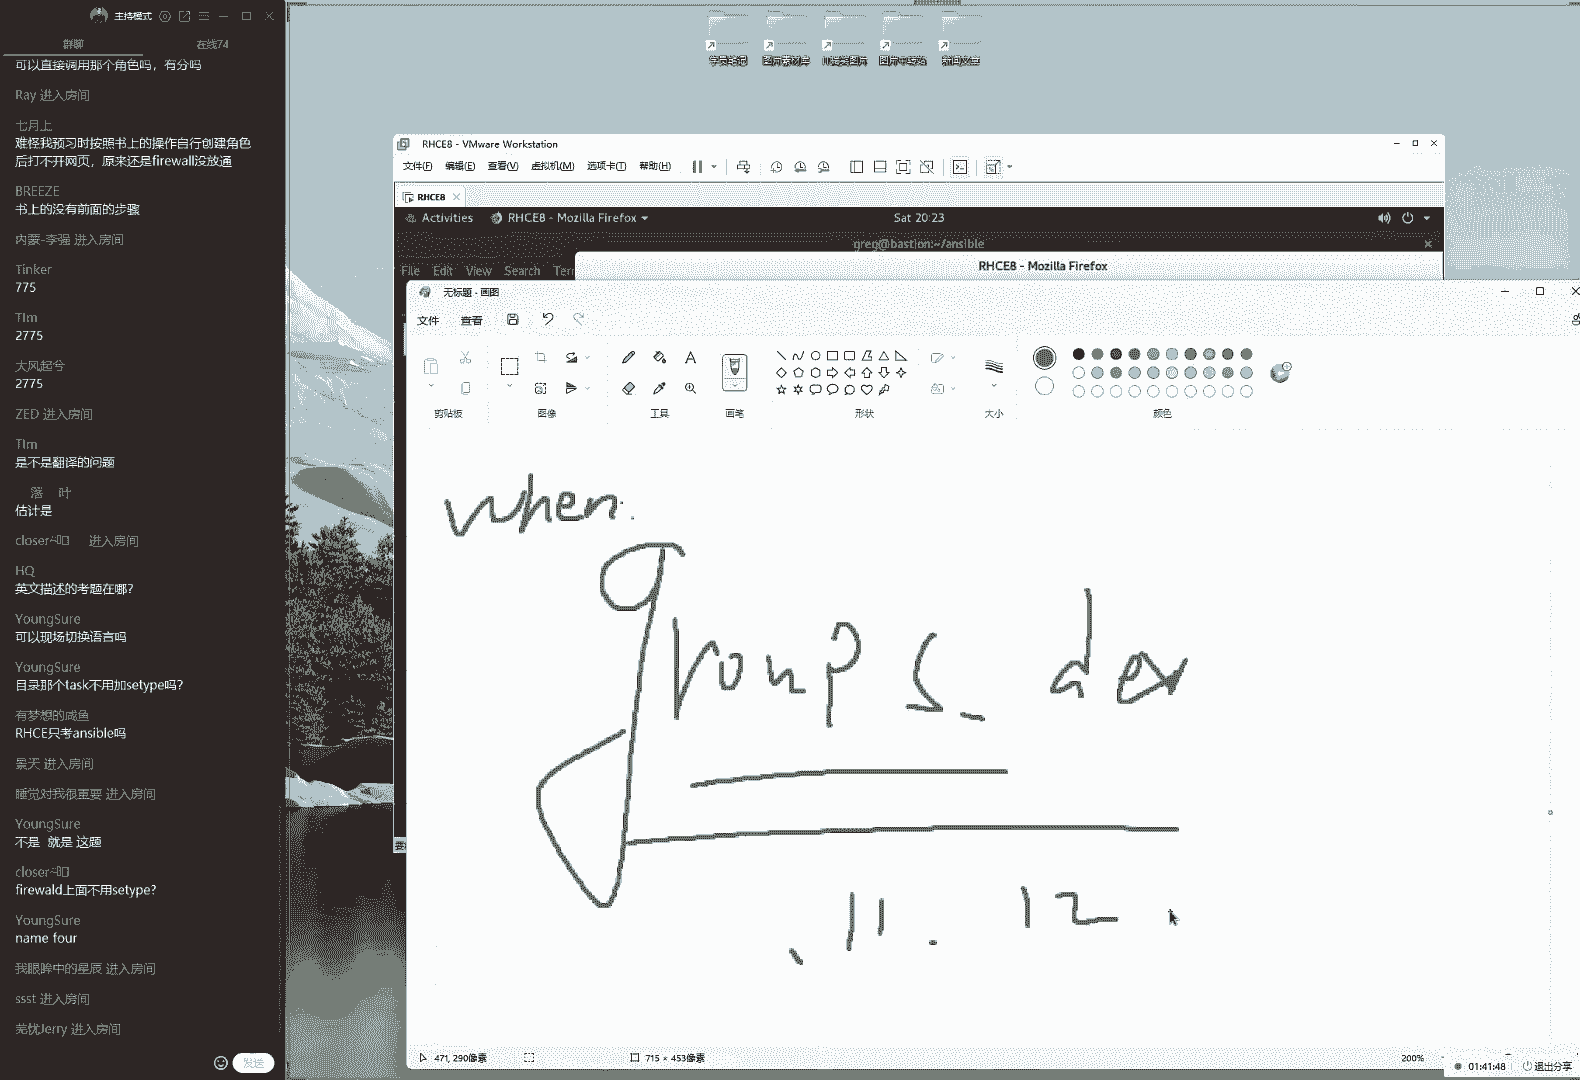 主持模式
群聊 在线74
可以直接调用那个角色吗，有分吗
Ray 进入房间
七月上
难怪我预习时按照书上的操作自行创建角色
后打不开网页，原来还是firewall没放通
BREEZE
书上的没有前面的步骤
内蒙-李强 进入房间
Tinker
775
TIm
2775
大风起兮
2775
ZED 进入房间
TIm
是不是翻译的问题
落 叶
估计是
进入房间
HQ
英文描述的考题在哪?
YoungSure
可以现场切换语言吗
YoungSure
目录那个task不用加setype吗?
有梦想的咸鱼
RHCE只考ansible吗
景天 进入房间
睡觉对我很重要 进入房间
YoungSure
不是 就是 这题
firewald上面不用setype?
YoungSure
name four
我眼眸中的星辰 进入房间
ssst 进入房间
芜忧Jerry 进入房间
发送
学员笔记 图标素材库 图片中转站 新间文宣
RHCE8 - VMware Workstation
文件(F) 编辑(E) 查看(V) 虚拟机(M) 选项卡(T) 帮助(H)
RHCE8
Activities RHCE8 - Mozilla Firefox Sat 20:23
greg@bastion:~/ansible
File Edit View Search Terr
RHCE8 - Mozilla Firefox
无标题 - 画图
文件 查看
剪贴板 图像 工具 画笔 形状 大小 颜色
when.
groups. dev
.11. 12.
471, 290像素 715 × 453像素 200%
01:41:48 退出分享